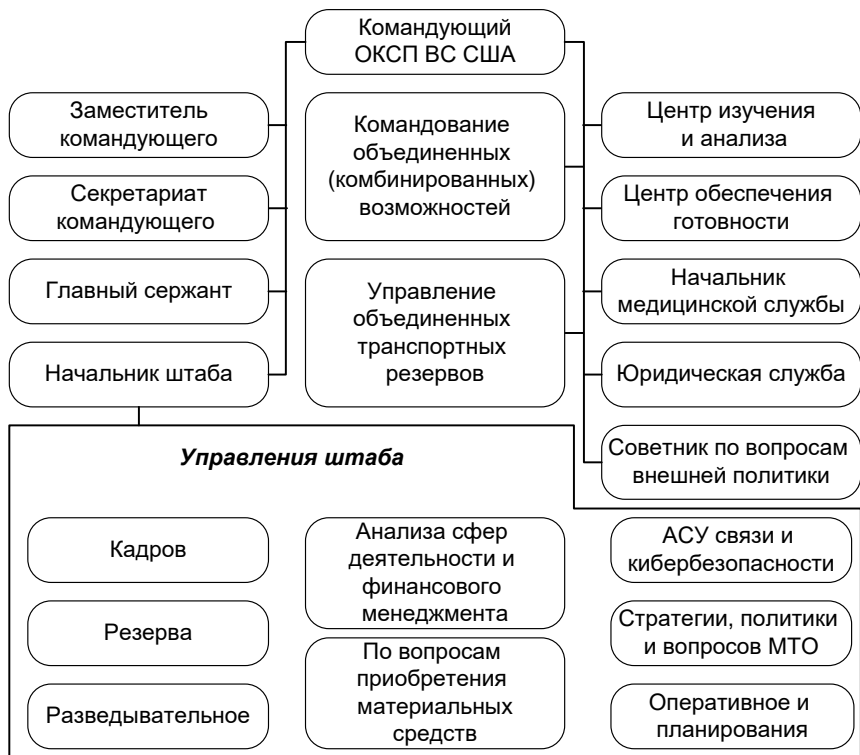 Командующий
ОКСП ВС США
Заместитель
командующего
Секретариат
командующего
Главный сержант
Начальник штаба
Командование
объединенных
(комбинированных)
возможностей
Управление
объединенных
транспортных
резервов
Центр изучения
и анализа
Центр обеспечения
готовности
Начальник
медицинской службы
Юридическая служба
Советник по вопросам
внешней политики
Управления штаба
Кадров
Резерва
Разведывательное
Анализа сфер
деятельности и
финансового
менеджмента
По вопросам
приобретения
материальных
средств
АСУ связи и
кибербезопасности
Стратегии, политики
и вопросов МТО
Оперативное и
планирования